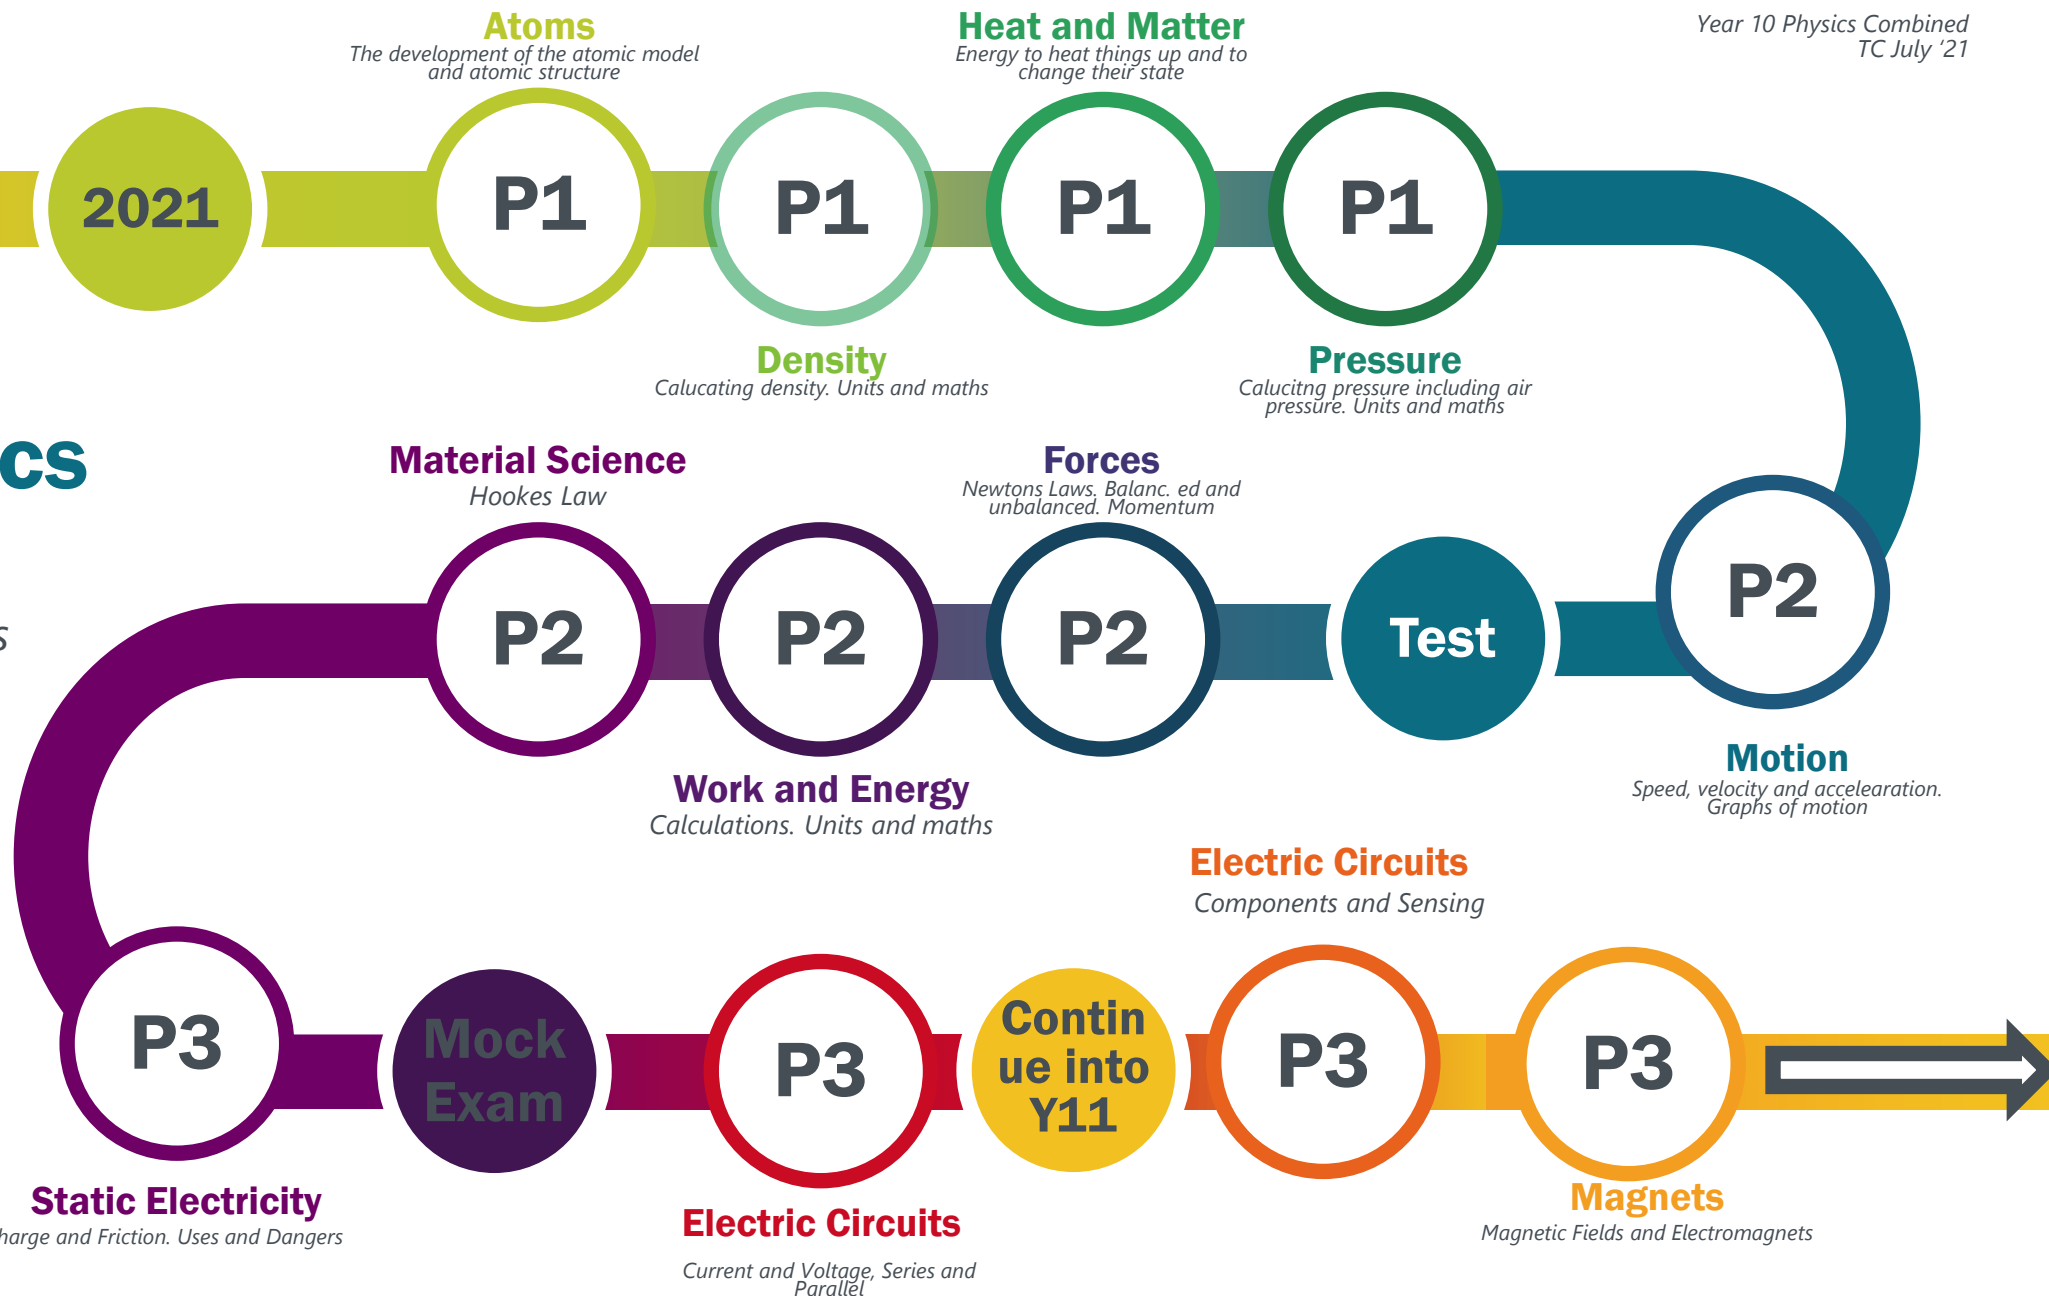 Atoms
The development of the atomic model
and atomic structure
Heat and Matter
Energy to heat things up and to
change their state
Year 10 Physics Combined
TC July ‘21
2021
P1
P1
P1
P1
Density
Calucating density. Units and maths
Pressure
Calucitng pressure including air
pressure. Units and maths
cs
s
Material Science
Hookes Law
Forces
Newtons Laws. Balanc. ed and
unbalanced. Momentum
P2
P2
P2
Test
P2
Work and Energy
Calculations. Units and maths
Motion
Speed, velocity and accelearation.
Graphs of motion
Electric Circuits
Components and Sensing
P3
Mock
Exam
P3
Contin
ue into
Y11
P3
P3
Static Electricity
harge and Friction. Uses and Dangers
Electric Circuits
Current and Voltage, Series and
Parallel
Magnets
Magnetic Fields and Electromagnets